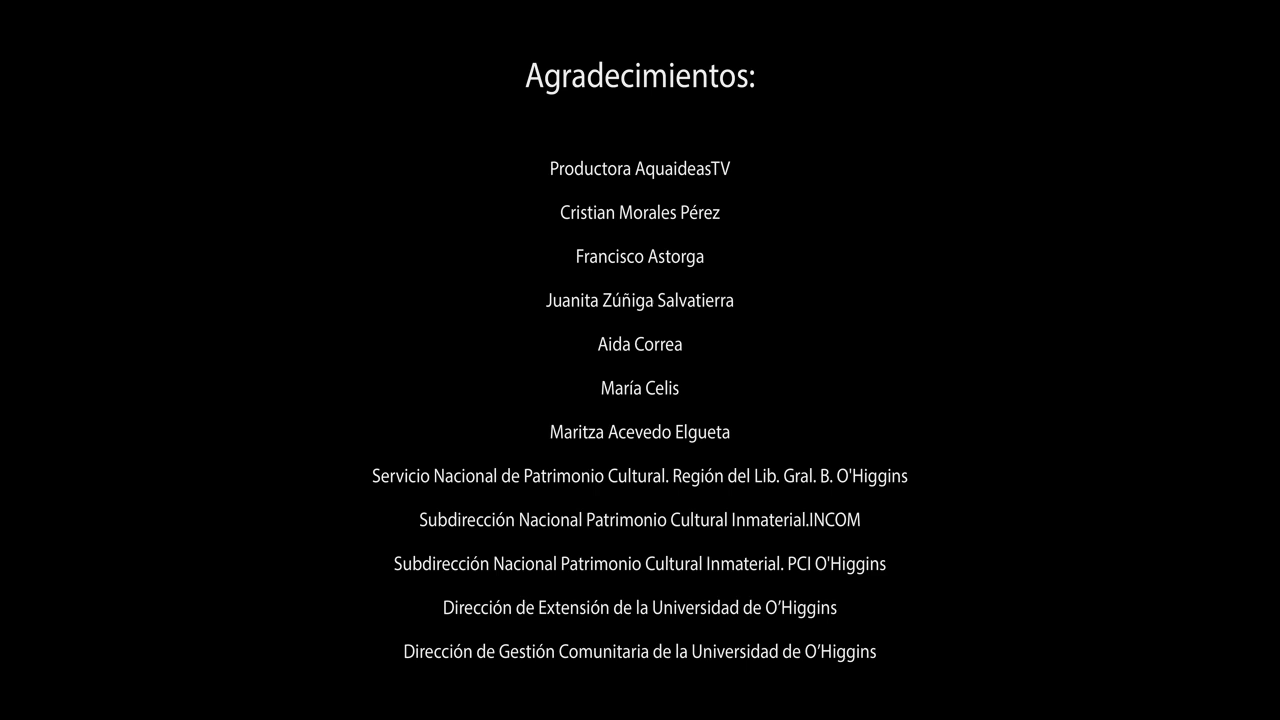 Agradecimientos:
Productora AquaideasTV
Cristian Morales Pérez
Francisco Astorga
Juanita Zúñiga Salvatierra
Aida Correa
María Celis
Maritza Acevedo Elgueta
Servicio Nacional de Patrimonio Cultural. Región del Lib. Gral. B. O'Higgins
Subdirección Nacional Patrimonio Cultural Inmaterial.INCOM
Subdirección Nacional Patrimonio Cultural Inmaterial. PCI O'Higgins
Dirección de Extensión de la Universidad de O’Higgins
Dirección de Gestión Comunitaria de la Universidad de O’Higgins